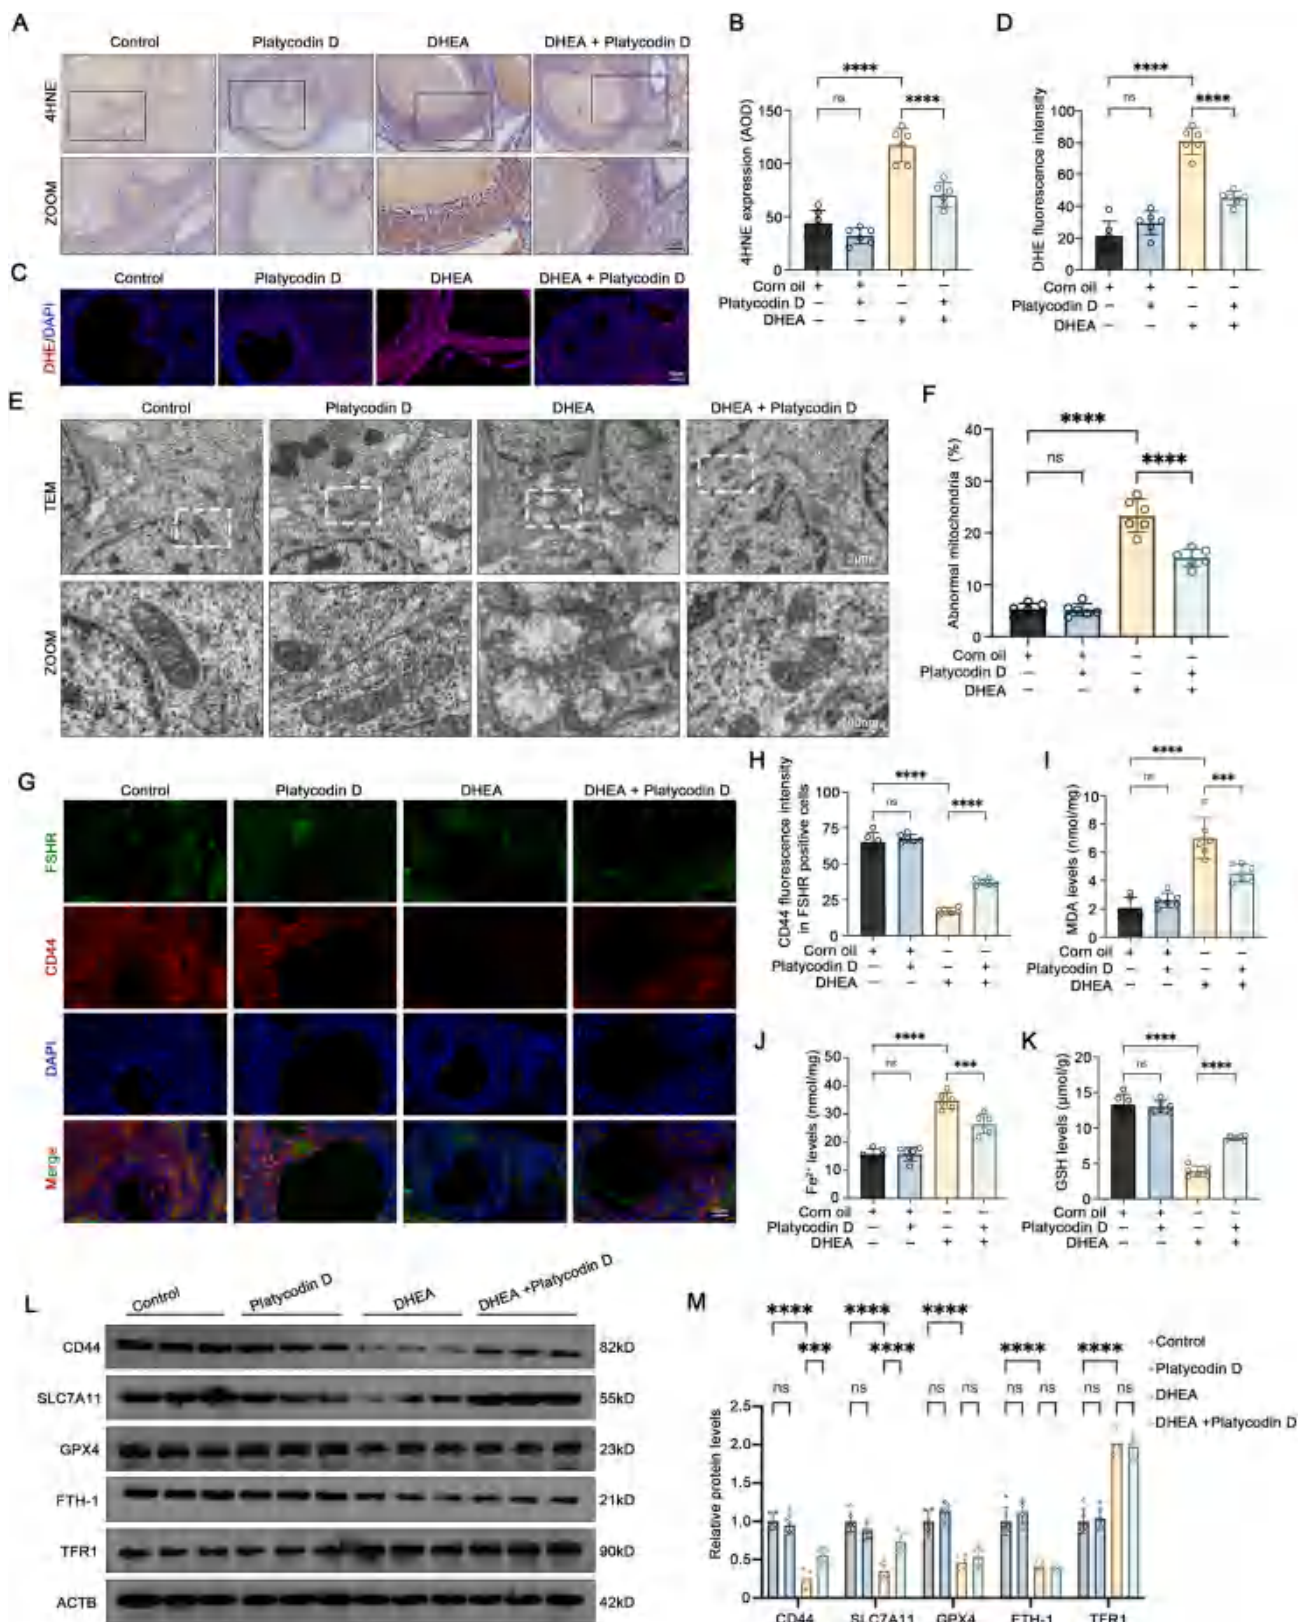 A
Control Platycodin D DHEA DHEA + Platycodin D
4HNE
ZOOM
B
4HNE expression (AOD)
150
100
50
0
**** ns ****
Corn oil + + − −
Platycodin D − + − +
DHEA − − + +
C
Control Platycodin D DHEA DHEA + Platycodin D
DHE/DAPI
D
DHE fluorescence intensity
100
80
60
40
20
0
**** ns ****
Corn oil + + − −
Platycodin D − + − +
DHEA − − + +
E
Control Platycodin D DHEA DHEA + Platycodin D
TEM
ZOOM
F
Abnormal mitochondria (%)
40
30
20
10
0
**** ns ****
Corn oil + + − −
Platycodin D − + − +
DHEA − − + +
G
Control Platycodin D DHEA DHEA + Platycodin D
FSHR
CD44
DAPI
Merge
H
CD44 fluorescence intensity
in FSHR positive cells
100
75
50
25
0
**** ns ****
Corn oil + + − −
Platycodin D − + − +
DHEA − − + +
I
MDA levels (nmol/mg)
10
8
6
4
2
0
**** ns ***
Corn oil + + − −
Platycodin D − + − +
DHEA − − + +
J
Fe²⁺ levels (nmol/mg)
50
40
30
20
10
0
**** ns ***
Corn oil + + − −
Platycodin D − + − +
DHEA − − + +
K
GSH levels (μmol/g)
20
15
10
5
0
**** ns ****
Corn oil + + − −
Platycodin D − + − +
DHEA − − + +
L
Control Platycodin D DHEA DHEA +Platycodin D
CD44 82kD
SLC7A11 55kD
GPX4 23kD
FTH-1 21kD
TFR1 90kD
ACTB 42kD
M
**** **** **** **** ****
*** ****
ns ns ns ns ns ns ns ns
Control
Platycodin D
DHEA
DHEA +Platycodin D
Relative protein levels
2.5
2.0
1.5
1.0
0.5
0
CD44 SLC7A11 GPX4 FTH-1 TFR1